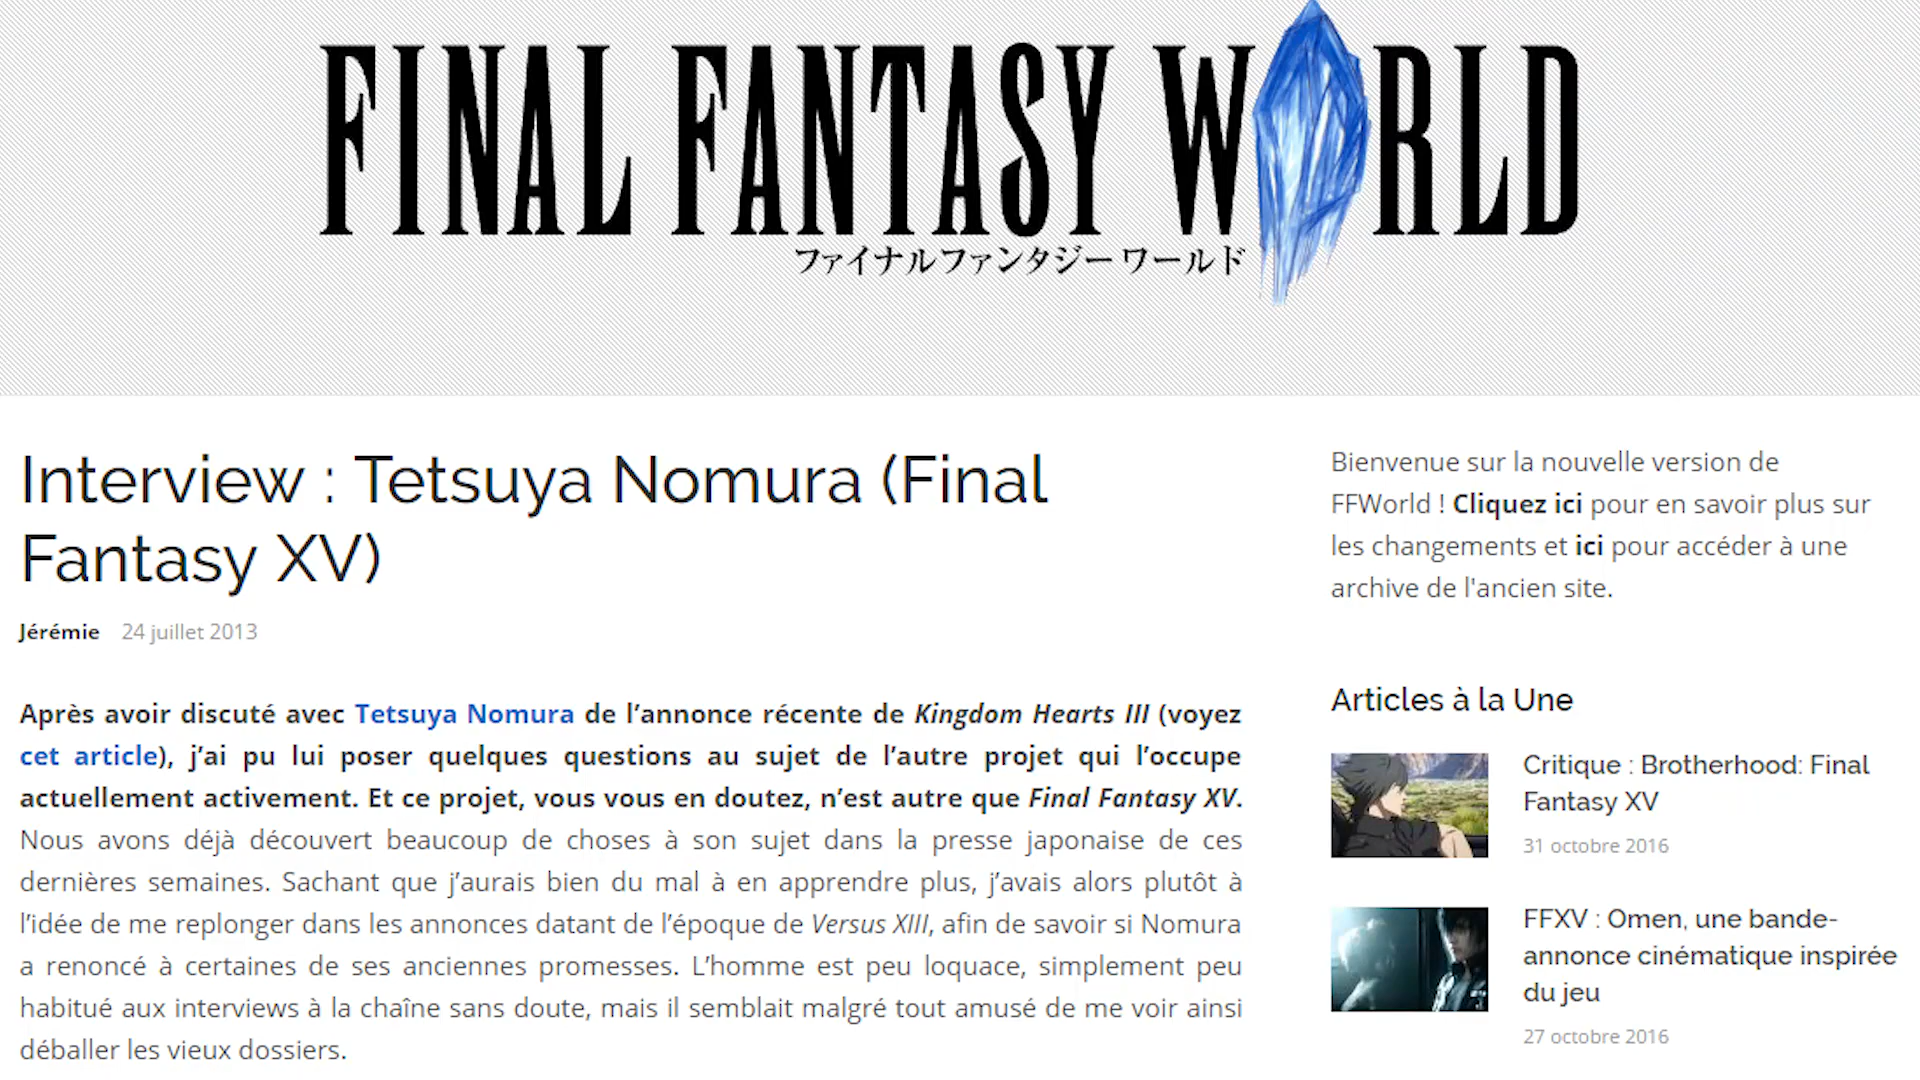 FINAL FANTASY WORLD
ファイナルファンタジーワールド
Interview : Tetsuya Nomura (Final
Fantasy XV)
Jérémie 24 juillet 2013
Après avoir discuté avec Tetsuya Nomura de l’annonce récente de Kingdom Hearts III (voyez
cet article), j’ai pu lui poser quelques questions au sujet de l’autre projet qui l’occupe
actuellement activement. Et ce projet, vous vous en doutez, n’est autre que Final Fantasy XV.
Nous avons déjà découvert beaucoup de choses à son sujet dans la presse japonaise de ces
dernières semaines. Sachant que j’aurais bien du mal à en apprendre plus, j’avais alors plutôt à
l’idée de me replonger dans les annonces datant de l’époque de Versus XIII, afin de savoir si Nomura
a renoncé à certaines de ses anciennes promesses. L’homme est peu loquace, simplement peu
habitué aux interviews à la chaîne sans doute, mais il semblait malgré tout amusé de me voir ainsi
déballer les vieux dossiers.
Bienvenue sur la nouvelle version de
FFWorld ! Cliquez ici pour en savoir plus sur
les changements et ici pour accéder à une
archive de l'ancien site.
Articles à la Une
Critique : Brotherhood: Final
Fantasy XV
31 octobre 2016
FFXV : Omen, une bande-
annonce cinématique inspirée
du jeu
27 octobre 2016